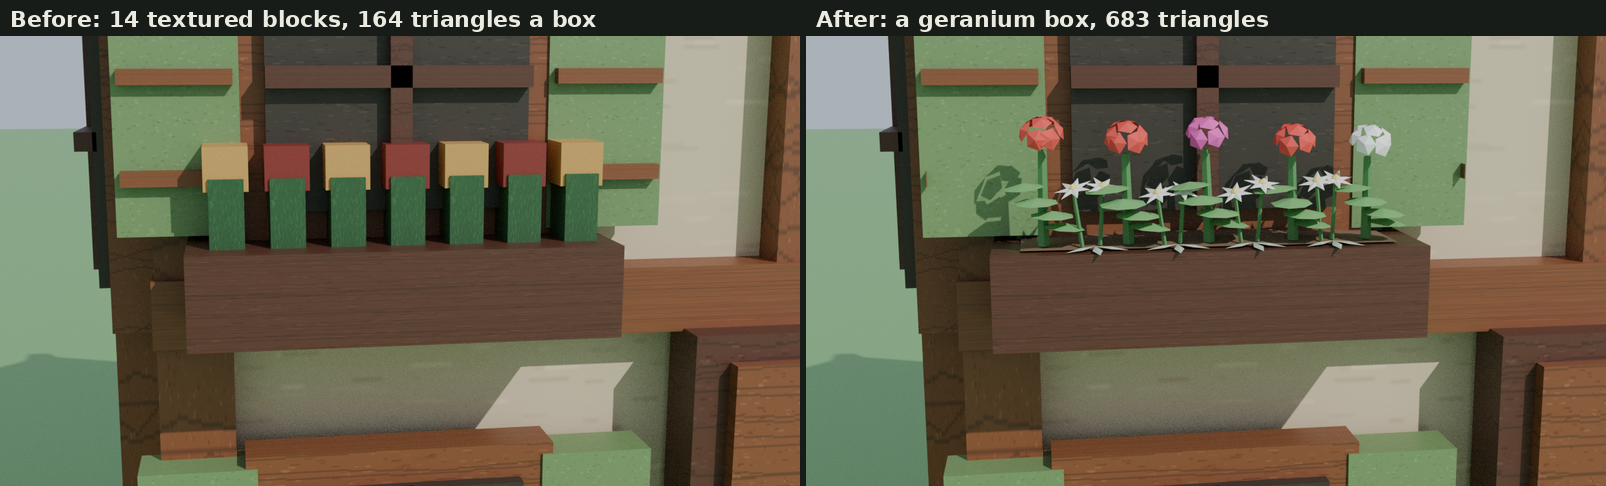 Before: 14 textured blocks, 164 triangles a box
After: a geranium box, 683 triangles